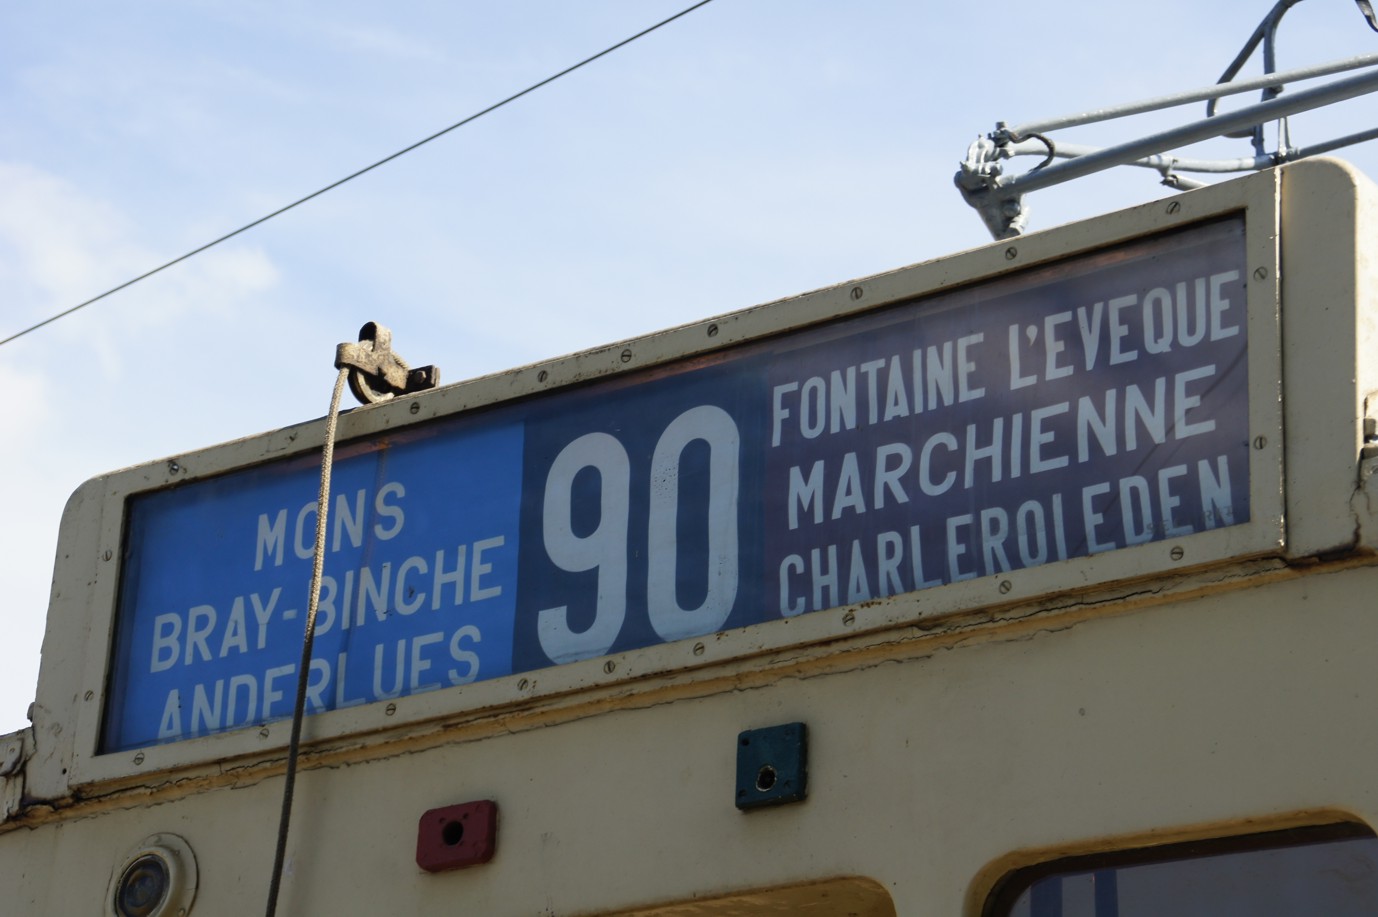 MONS
BRAY-BINCHE
ANDERLUES
90
FONTAINE L'EVEQUE
MARCHIENNE
CHARLEROI EDEN